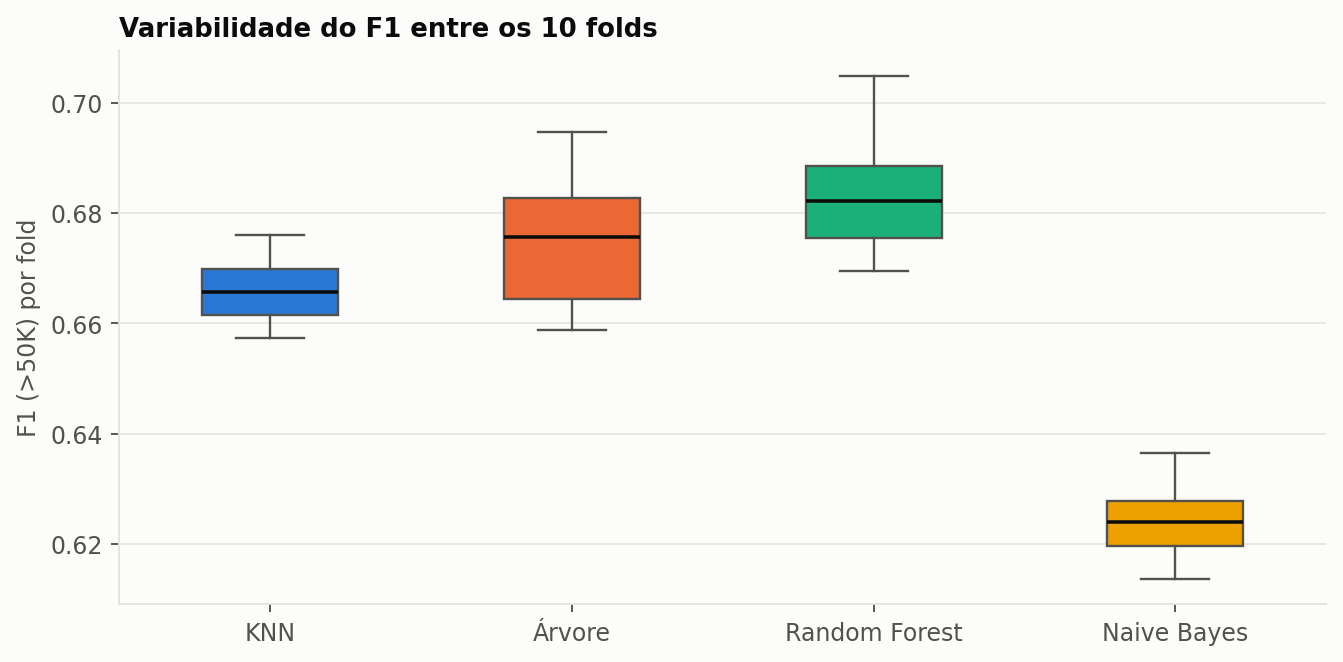 Variabilidade do F1 entre os 10 folds
F1 (>50K) por fold
0.70
0.68
0.66
0.64
0.62
KNN
Árvore
Random Forest
Naive Bayes